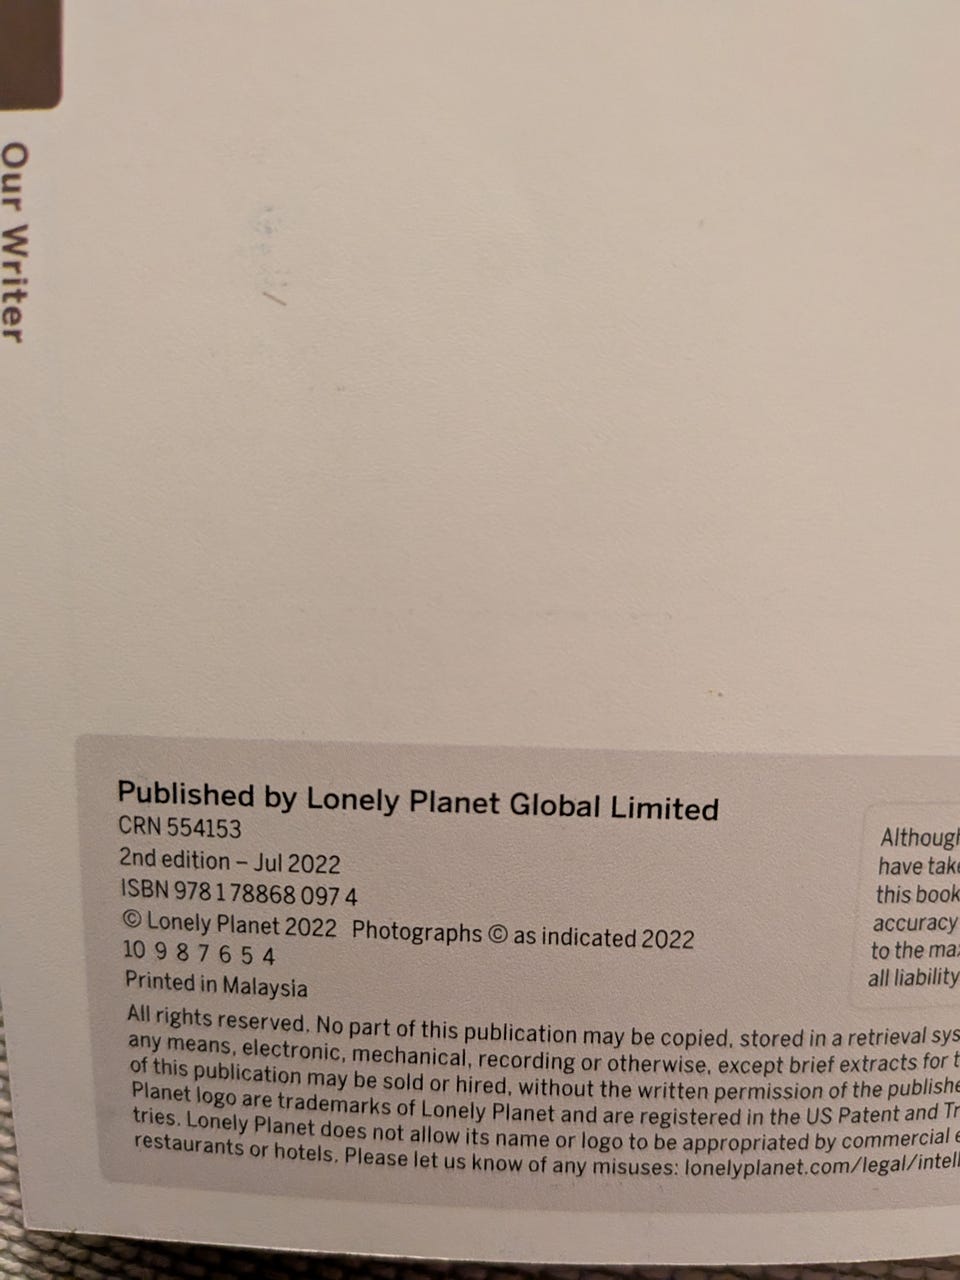 Our Writer
Published by Lonely Planet Global Limited
CRN 554153
2nd edition – Jul 2022
ISBN 978 1 78868 097 4
© Lonely Planet 2022 Photographs © as indicated 2022
10 9 8 7 6 5 4
Printed in Malaysia
All rights reserved. No part of this publication may be copied, stored in a retrieval
any means, electronic, mechanical, recording or otherwise, except brief extracts for
of this publication may be sold or hired, without the written permission of the
Planet logo are trademarks of Lonely Planet and are registered in the US Patent and
tries. Lonely Planet does not allow its name or logo to be appropriated by commercial
restaurants or hotels. Please let us know of any misuses: lonelyplanet.com/legal/intell
Although
have
this book
accuracy
to the
all liability